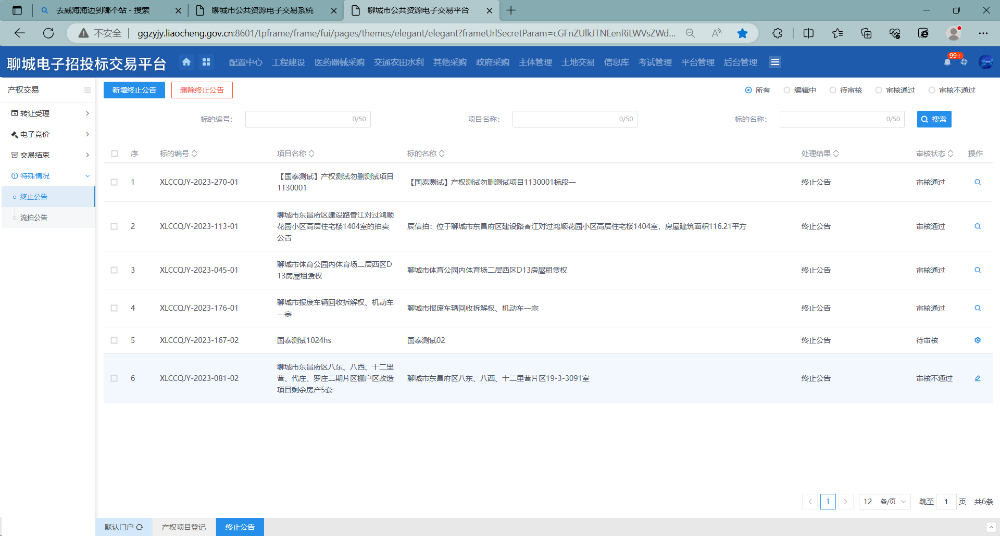 去威海海边到哪个站 - 搜索
聊城市公共资源电子交易系统
聊城市公共资源电子交易平台
不安全
ggzyjy.liaocheng.gov.cn:8601/tpframe/frame/fui/pages/themes/elegant/elegant?frameUrlSecretParam=cGFnZUlkJTNEenRiLWVsZWd...
聊城电子招投标交易平台
配置中心 工程建设 医药器械采购 交通农田水利 其他采购 政府采购 主体管理 土地交易 信息库 考试管理 平台管理 后台管理
99+
产权交易
转让受理
电子竞价
交易结束
特殊情况
终止公告
流拍公告
新增终止公告 删除终止公告
所有 编辑中 待审核 审核通过 审核不通过
标的编号： 0/50 项目名称： 0/50 标的名称： 0/50 搜索
序 标的编号 项目名称 标的名称 处理结果 审核状态 操作
1 XLCCQJY-2023-270-01 【国泰测试】产权测试勿删测试项目
1130001 【国泰测试】产权测试勿删测试项目1130001标段一 终止公告 审核通过
2 XLCCQJY-2023-113-01 聊城市东昌府区建设路香江对过鸿顺
花园小区高层住宅楼1404室的拍卖
公告 辰信拍：位于聊城市东昌府区建设路香江对过鸿顺花园小区高层住宅楼1404室，房屋建筑面积116.21平方 终止公告 审核通过
3 XLCCQJY-2023-045-01 聊城市体育公园内体育场二层西区D
13房屋租赁权 聊城市体育公园内体育场二层西区D13房屋租赁权 终止公告 审核通过
4 XLCCQJY-2023-176-01 聊城市报废车辆回收拆解权、机动车
一宗 聊城市报废车辆回收拆解权、机动车一宗 终止公告 审核通过
5 XLCCQJY-2023-167-02 国泰测试1024hs 国泰测试02 终止公告 待审核
6 XLCCQJY-2023-081-02 聊城市东昌府区八东、八西、十二里
营、代庄、罗庄二期片区棚户区改造
项目剩余房产5套 聊城市东昌府区八东、八西、十二里营片区19-3-3091室 终止公告 审核不通过
1 12 条/页 跳至 1 页 共6条
默认门户 产权项目登记 终止公告